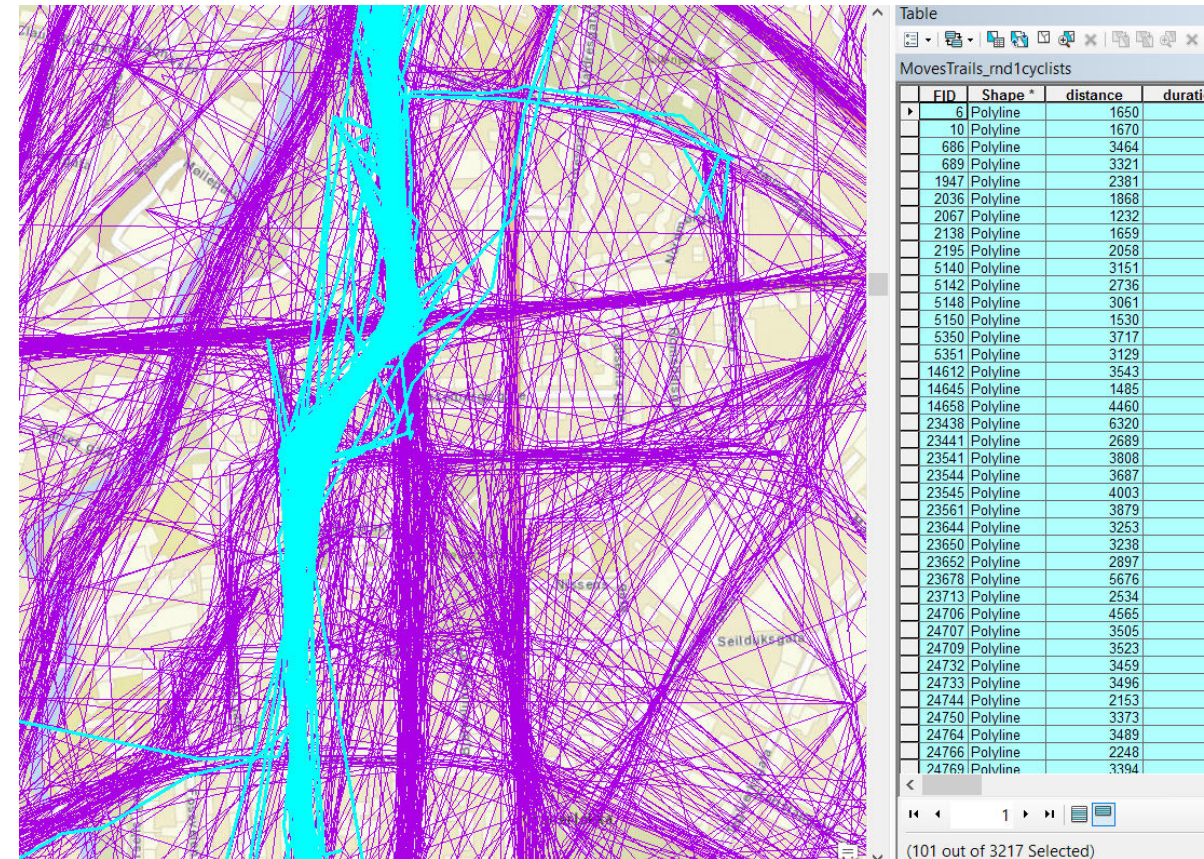 Table
MovesTrails_rnd1cyclists
FID Shape * distance durati
6 Polyline 1650
10 Polyline 1670
686 Polyline 3464
689 Polyline 3321
1947 Polyline 2381
2036 Polyline 1868
2067 Polyline 1232
2138 Polyline 1659
2195 Polyline 2058
5140 Polyline 3151
5142 Polyline 2736
5148 Polyline 3061
5150 Polyline 1530
5350 Polyline 3717
5351 Polyline 3129
14612 Polyline 3543
14645 Polyline 1485
14658 Polyline 4460
23438 Polyline 6320
23441 Polyline 2689
23541 Polyline 3808
23544 Polyline 3687
23545 Polyline 4003
23561 Polyline 3879
23644 Polyline 3253
23650 Polyline 3238
23652 Polyline 2897
23678 Polyline 5676
23713 Polyline 2534
24706 Polyline 4565
24707 Polyline 3505
24709 Polyline 3523
24732 Polyline 3459
24733 Polyline 3496
24744 Polyline 2153
24750 Polyline 3373
24764 Polyline 3489
24766 Polyline 2248
24769 Polyline 3394
1
(101 out of 3217 Selected)
Seilduksgata